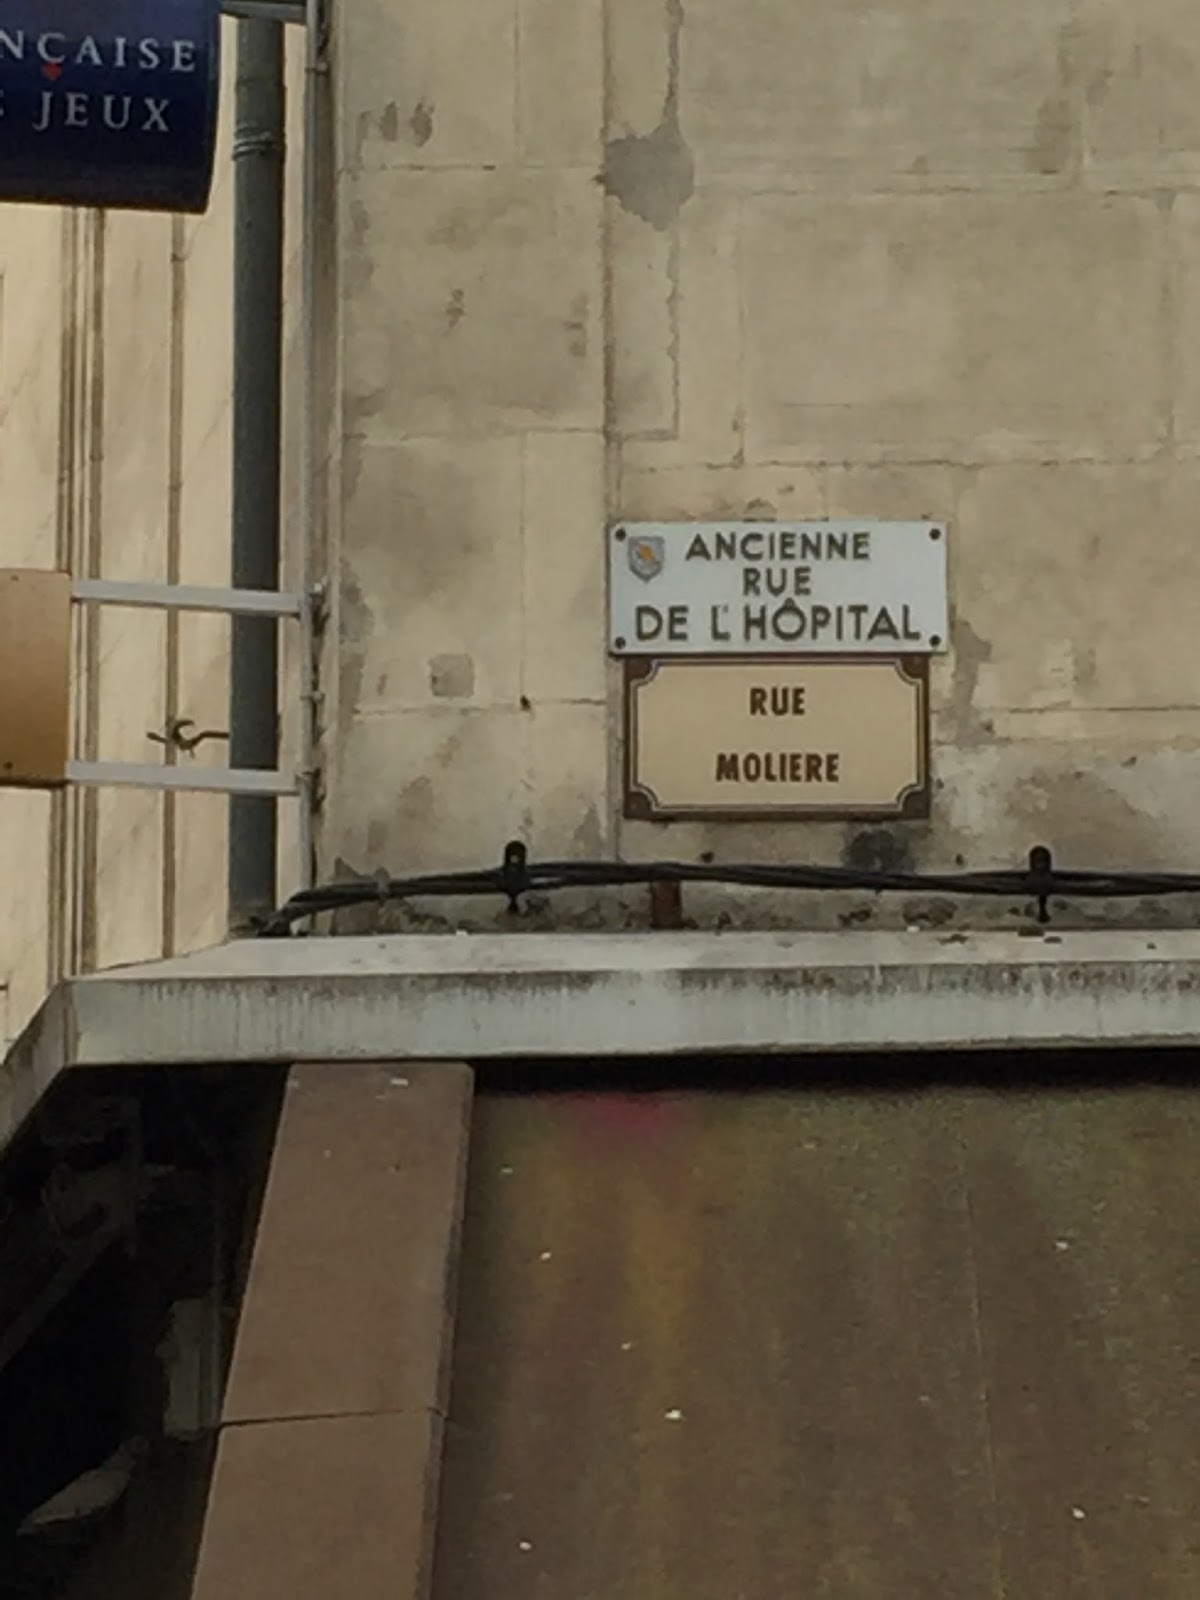 NÇAISE
JEUX
ANCIENNE
RUE
DE L'HÔPITAL
RUE
MOLIERE